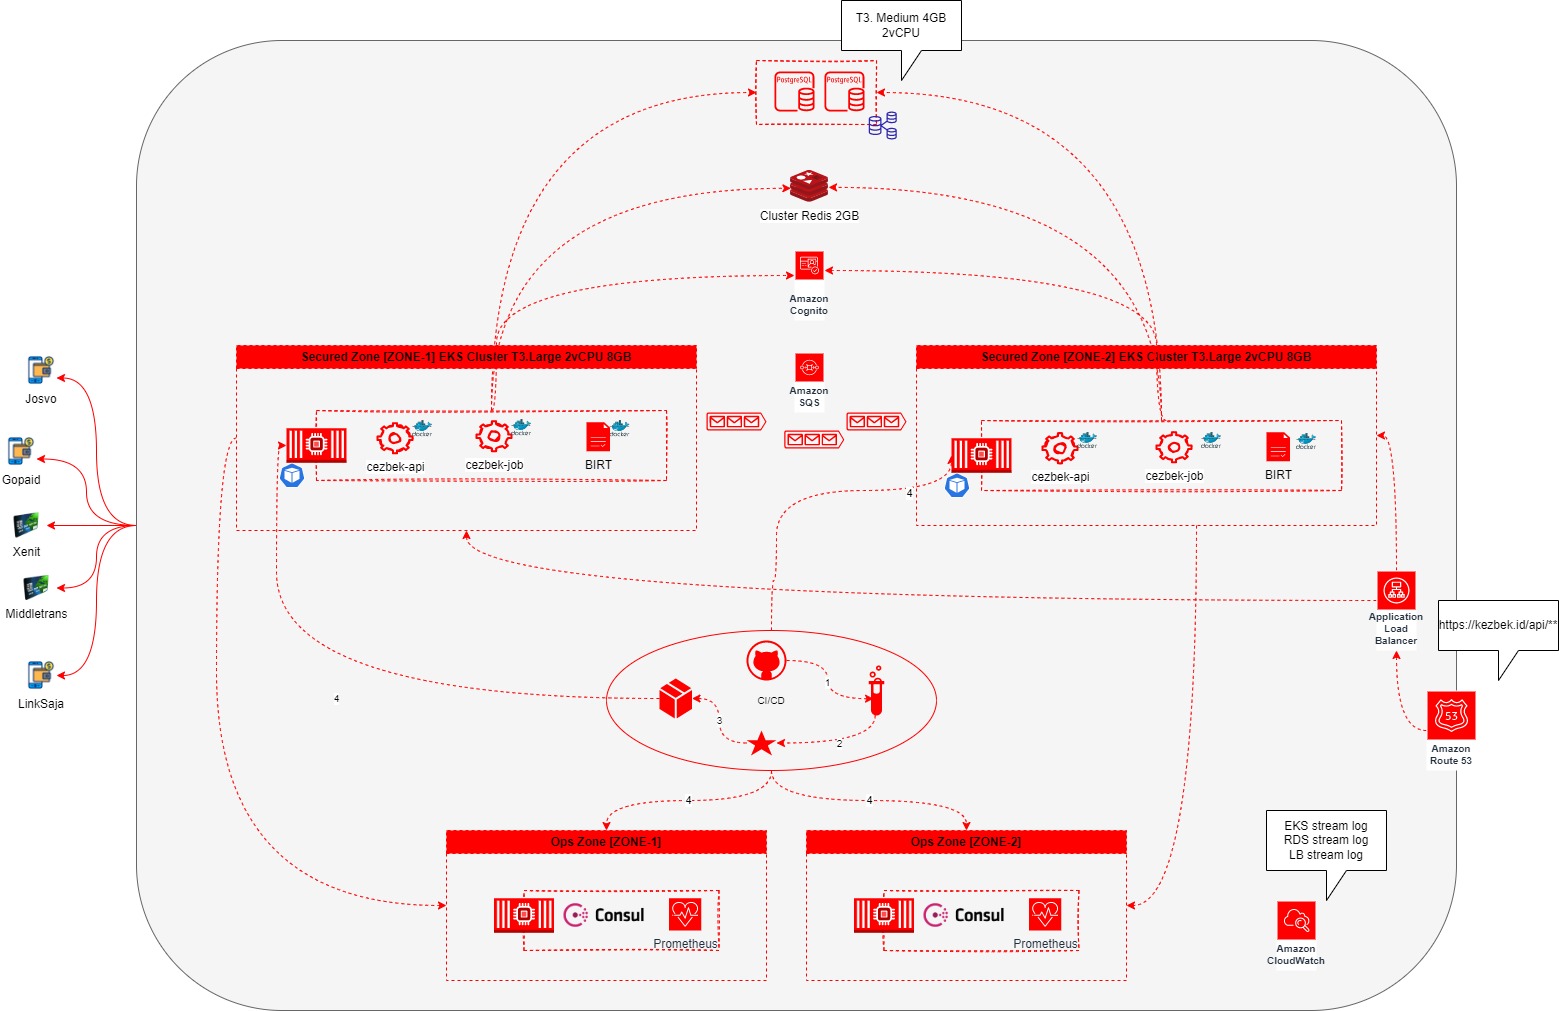 T3. Medium 4GB
2vCPU
PostgreSQL
PostgreSQL
Cluster Redis 2GB
Amazon
Cognito
Secured Zone [ZONE-1] EKS Cluster T3.Large 2vCPU 8GB
cezbek-api
docker
cezbek-job
docker
BIRT
docker
Amazon
SQS
Secured Zone [ZONE-2] EKS Cluster T3.Large 2vCPU 8GB
cezbek-api
docker
cezbek-job
docker
BIRT
docker
Josvo
Gopaid
Xenit
Middletrans
LinkSaja
4
4
Application
Load
Balancer
https://kezbek.id/api/**
53
Amazon
Route 53
CI/CD
1
2
3
4
4
Ops Zone [ZONE-1]
Consul
Prometheus
Ops Zone [ZONE-2]
Consul
Prometheus
EKS stream log
RDS stream log
LB stream log
Amazon
CloudWatch